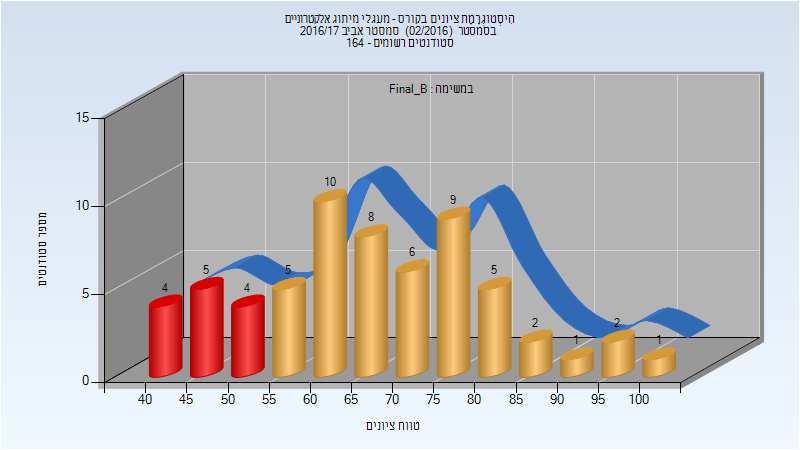 הִיסְטוֹגְרָמַת ציונים בקורס - מעגלי מיתוג אלקטרוניים
בסמסטר (02/2016) סמסטר אביב 2016/17
סטודנטים רשומים - 164
במשימה : Final_B
מספר סטודנטים
15
10
5
0
4
5
4
5
10
8
6
9
5
2
1
2
1
40 45 50 55 60 65 70 75 80 85 90 95 100
טווח ציונים